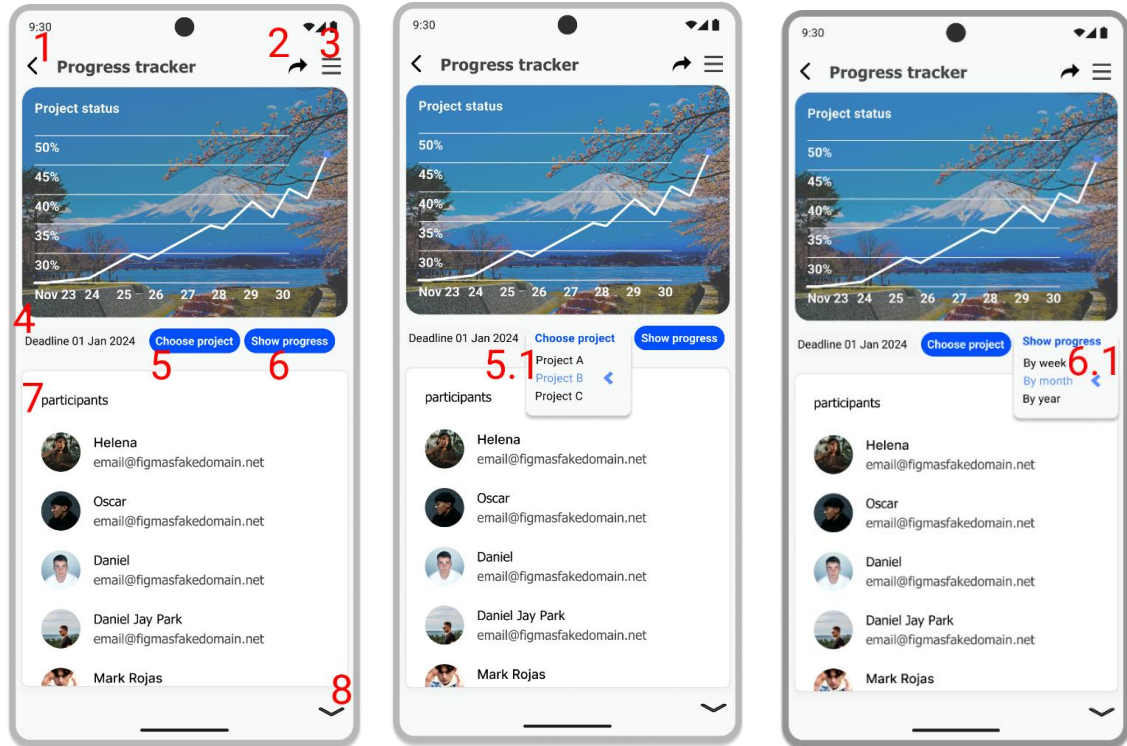 9:30
1
2
3
Progress tracker
Project status
50%
45%
40%
35%
30%
Nov 23 24 25 26 27 28 29 30
4
Deadline 01 Jan 2024
Choose project
Show progress
5
6
7
participants
Helena
email@figmasfakedomain.net
Oscar
email@figmasfakedomain.net
Daniel
email@figmasfakedomain.net
Daniel Jay Park
email@figmasfakedomain.net
Mark Rojas
8
9:30
Progress tracker
Project status
50%
45%
40%
35%
30%
Nov 23 24 25 26 27 28 29 30
Deadline 01 Jan 2024
Choose project
Show progress
5.1
Project A
Project B
Project C
participants
Helena
email@figmasfakedomain.net
Oscar
email@figmasfakedomain.net
Daniel
email@figmasfakedomain.net
Daniel Jay Park
email@figmasfakedomain.net
Mark Rojas
9:30
Progress tracker
Project status
50%
45%
40%
35%
30%
Nov 23 24 25 26 27 28 29 30
Deadline 01 Jan 2024
Choose project
Show progress
6.1
By week
By month
By year
participants
Helena
email@figmasfakedomain.net
Oscar
email@figmasfakedomain.net
Daniel
email@figmasfakedomain.net
Daniel Jay Park
email@figmasfakedomain.net
Mark Rojas